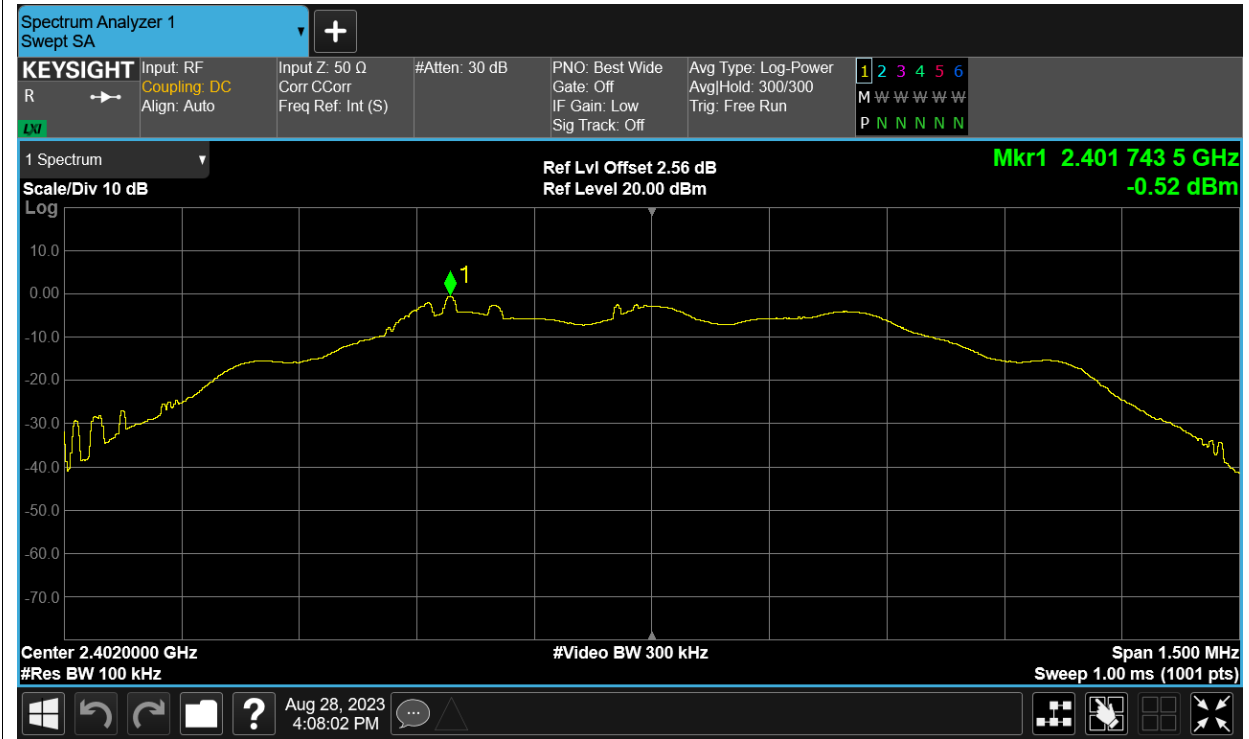 Spectrum Analyzer 1
Swept SA
+
KEYSIGHT
R
LXI
Input: RF
Coupling: DC
Align: Auto
Input Z: 50 Ω
Corr CCorr
Freq Ref: Int (S)
#Atten: 30 dB
PNO: Best Wide
Gate: Off
IF Gain: Low
Sig Track: Off
Avg Type: Log-Power
Avg|Hold: 300/300
Trig: Free Run
1 2 3 4 5 6
M W W W W W
P N N N N N
1 Spectrum
Scale/Div 10 dB
Log
Ref Lvl Offset 2.56 dB
Ref Level 20.00 dBm
Mkr1 2.401 743 5 GHz
-0.52 dBm
1
10.0
0.00
-10.0
-20.0
-30.0
-40.0
-50.0
-60.0
-70.0
Center 2.4020000 GHz
#Video BW 300 kHz
Span 1.500 MHz
#Res BW 100 kHz
Sweep 1.00 ms (1001 pts)
?
Aug 28, 2023
4:08:02 PM